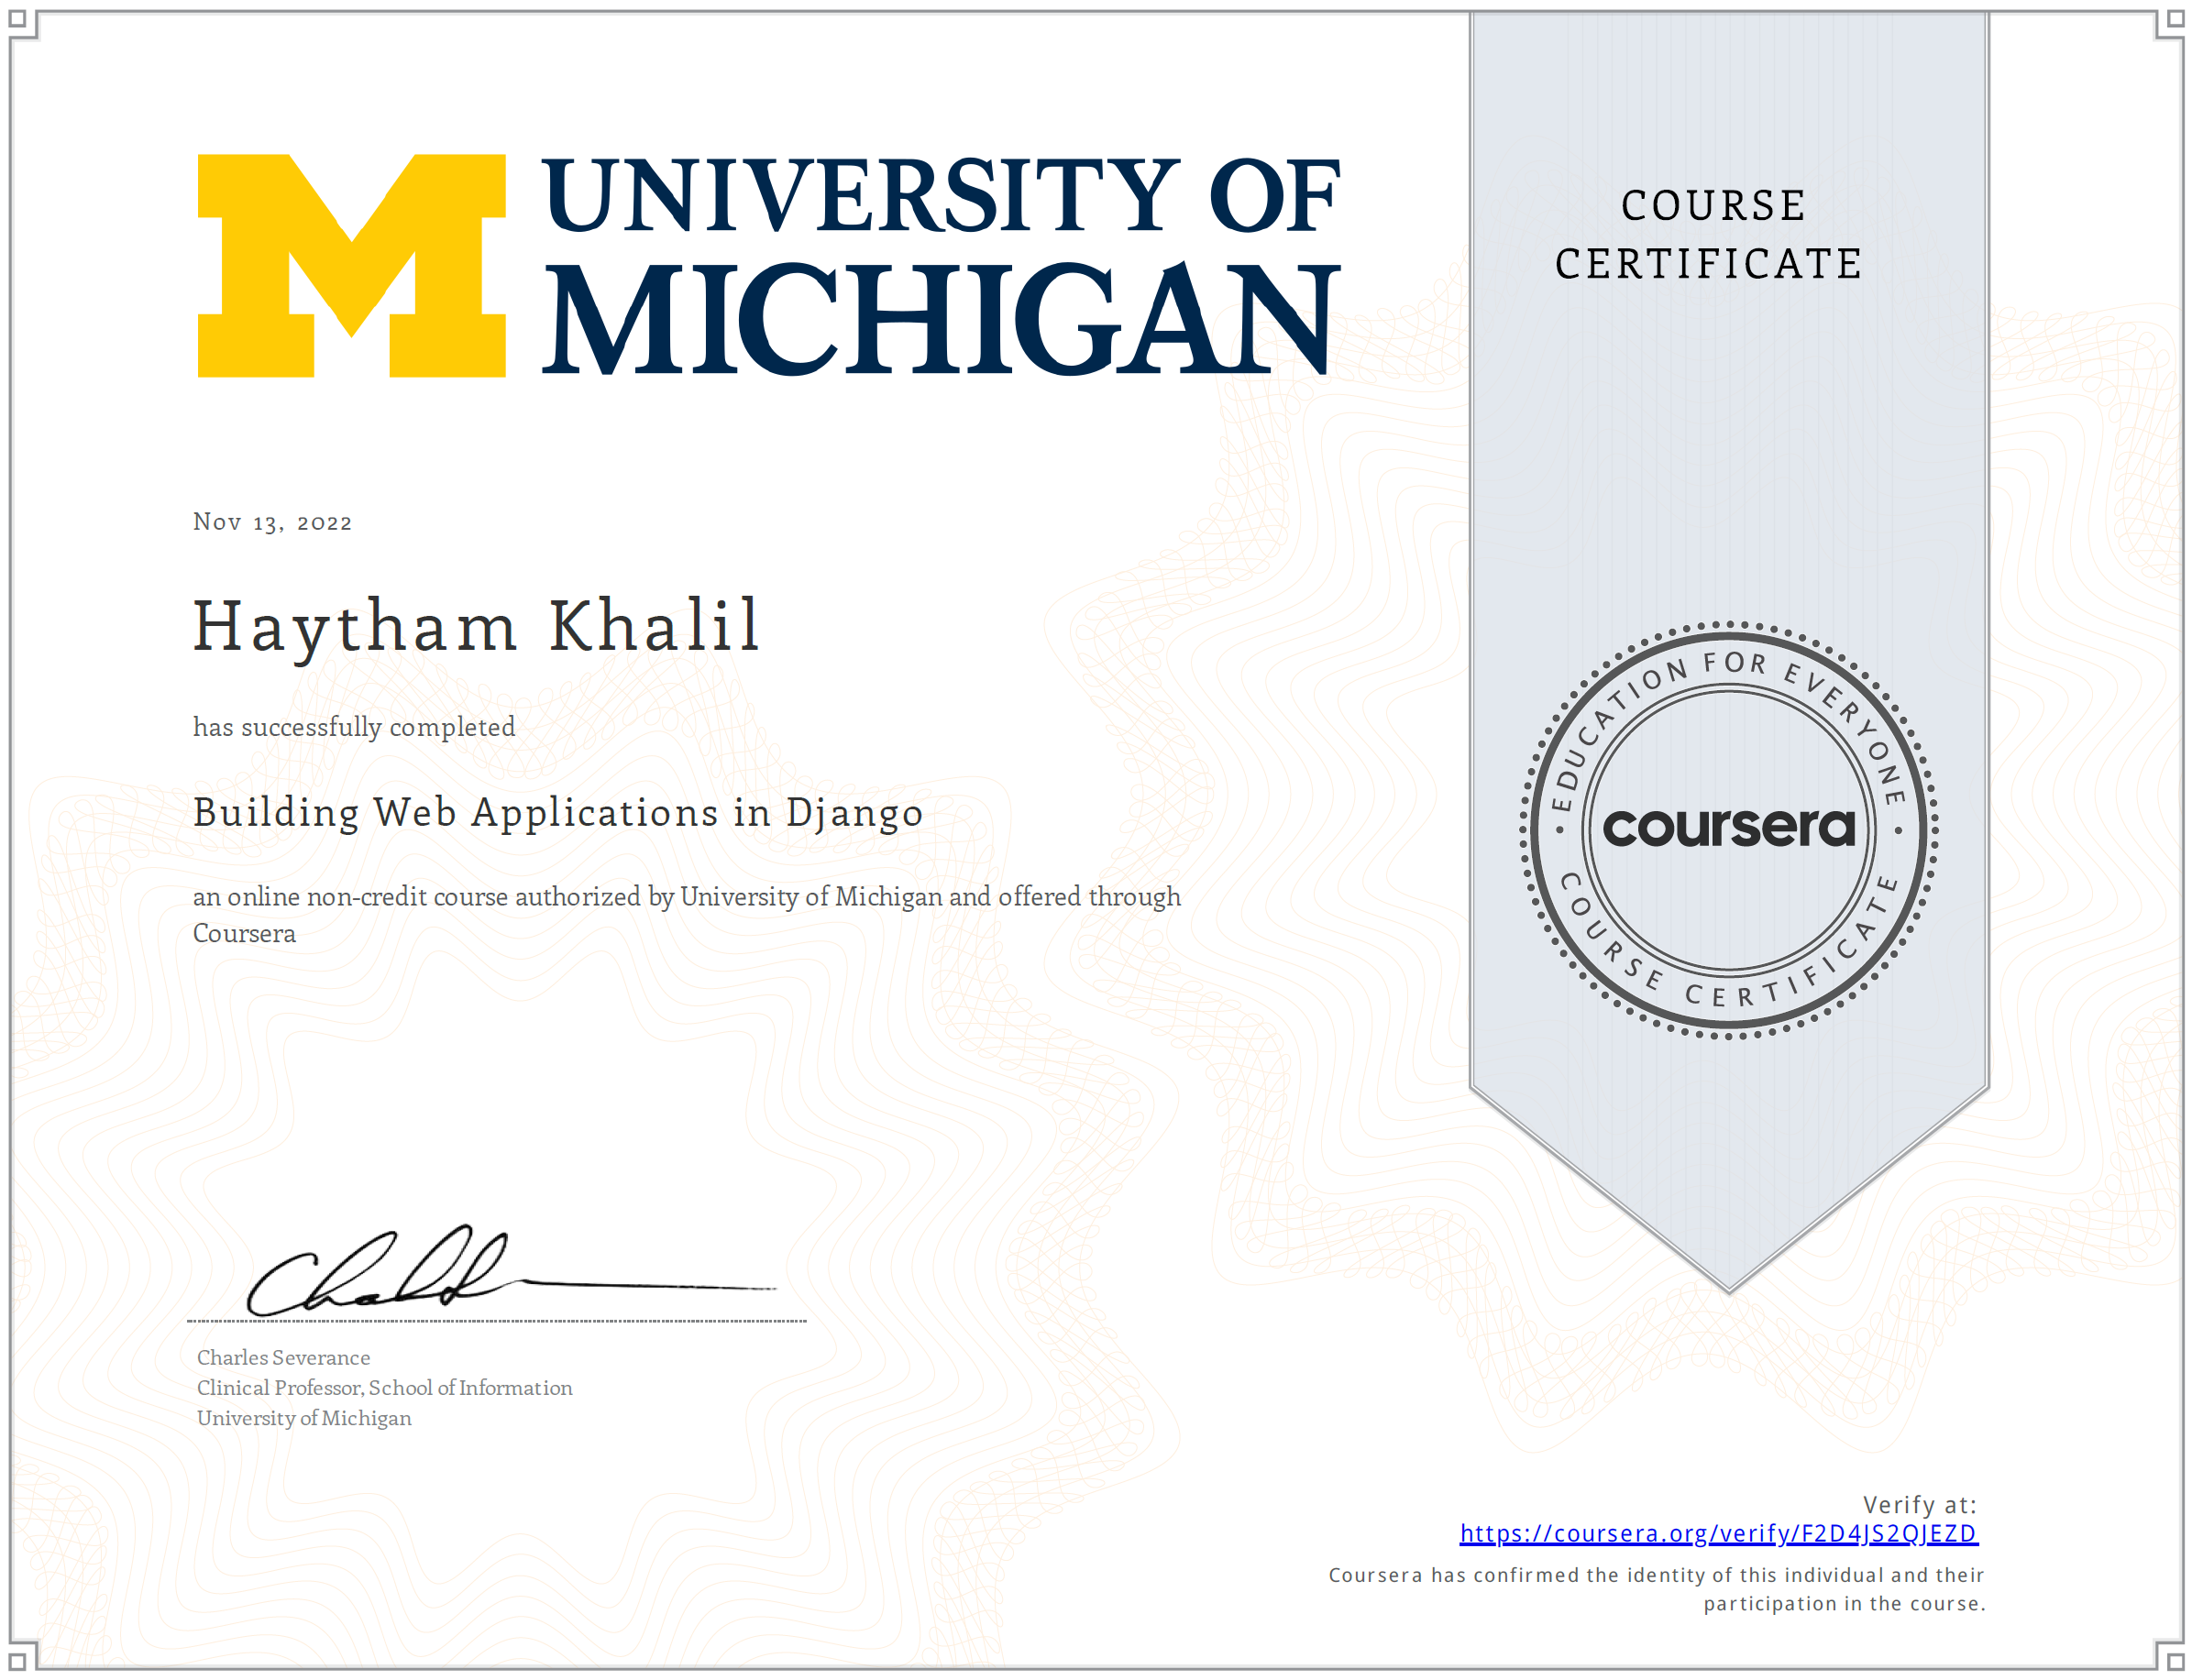 UNIVERSITY OF
MICHIGAN
COURSE
CERTIFICATE
Nov 13, 2022
Haytham Khalil
has successfully completed
Building Web Applications in Django
an online non-credit course authorized by University of Michigan and offered through
Coursera
EDUCATION FOR EVERYONE
coursera
COURSE CERTIFICATE
Charles Severance
Clinical Professor, School of Information
University of Michigan
Verify at:
https://coursera.org/verify/F2D4JS2QJEZD
Coursera has confirmed the identity of this individual and their
participation in the course.